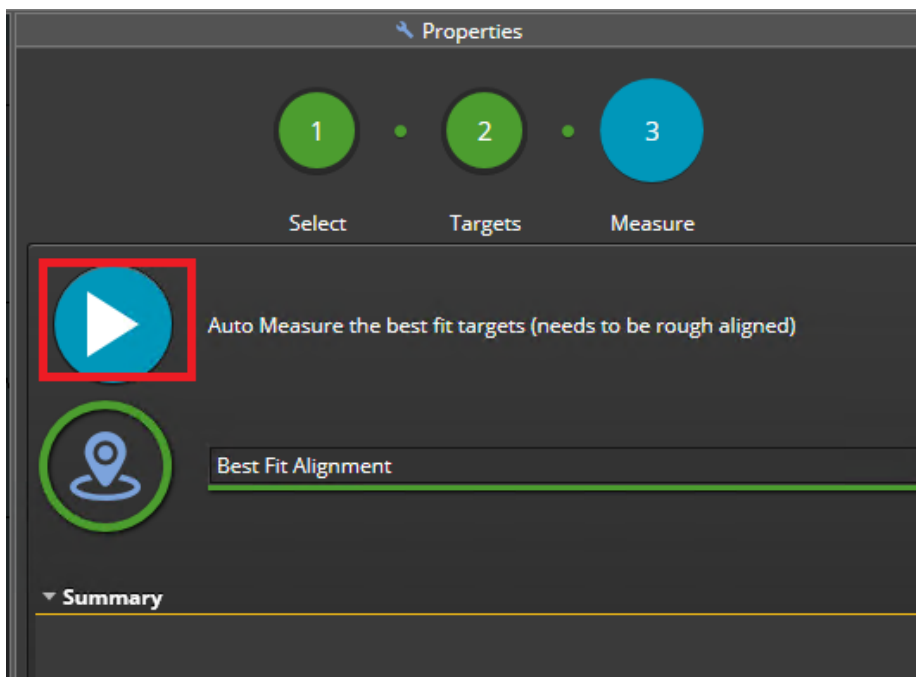 Properties
1
2
3
Select Targets Measure
Auto Measure the best fit targets (needs to be rough aligned)
Best Fit Alignment
Summary